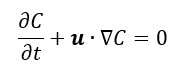 ∂C/∂t + 𝒖 · ∇C = 0